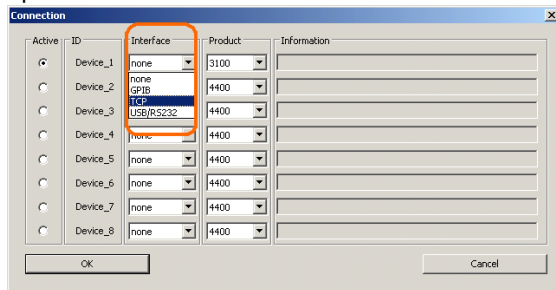 Connection
Active ID Interface Product Information
Device_1 none 3100
none
GPIB
TCP
USB/RS232
Device_2 4400
Device_3 4400
Device_4 none 4400
Device_5 none 4400
Device_6 none 4400
Device_7 none 4400
Device_8 none 4400
OK Cancel